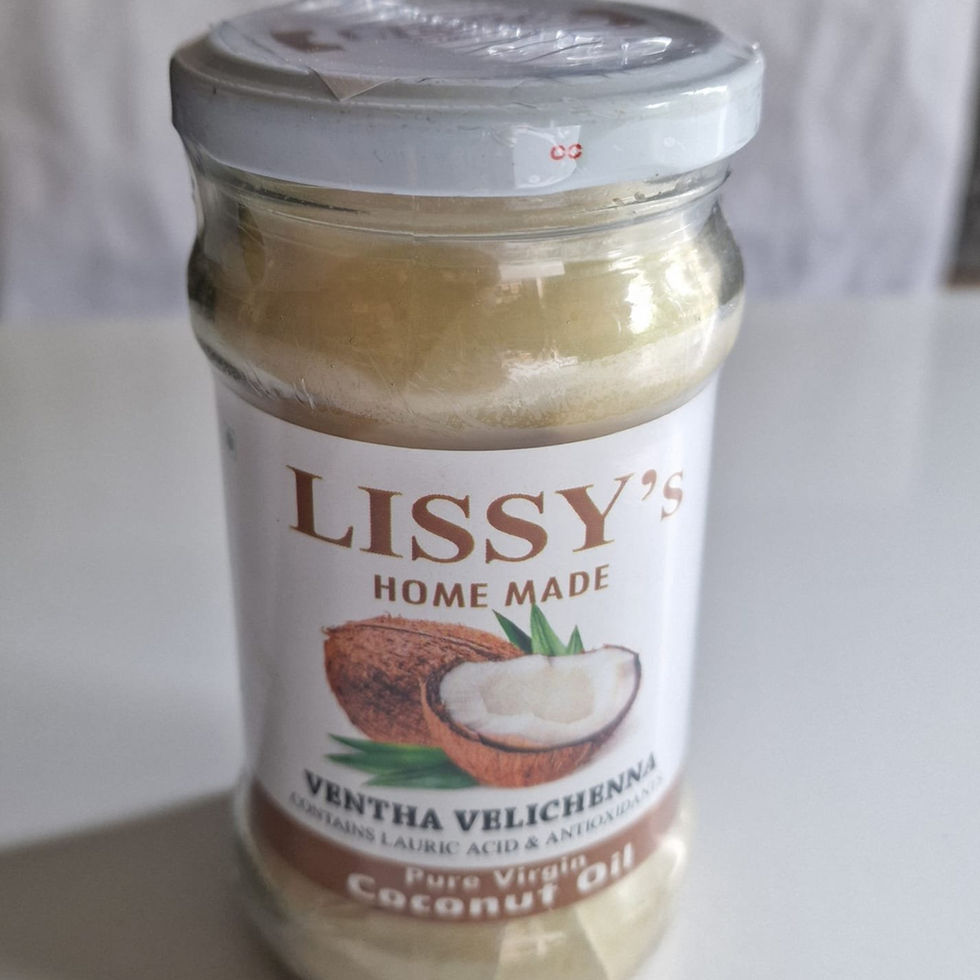 LISSY's
HOME MADE
VENTHA VELICHENNA
CONTAINS LAURIC ACID & ANTIOXIDANTS
Pure Virgin
Coconut Oil